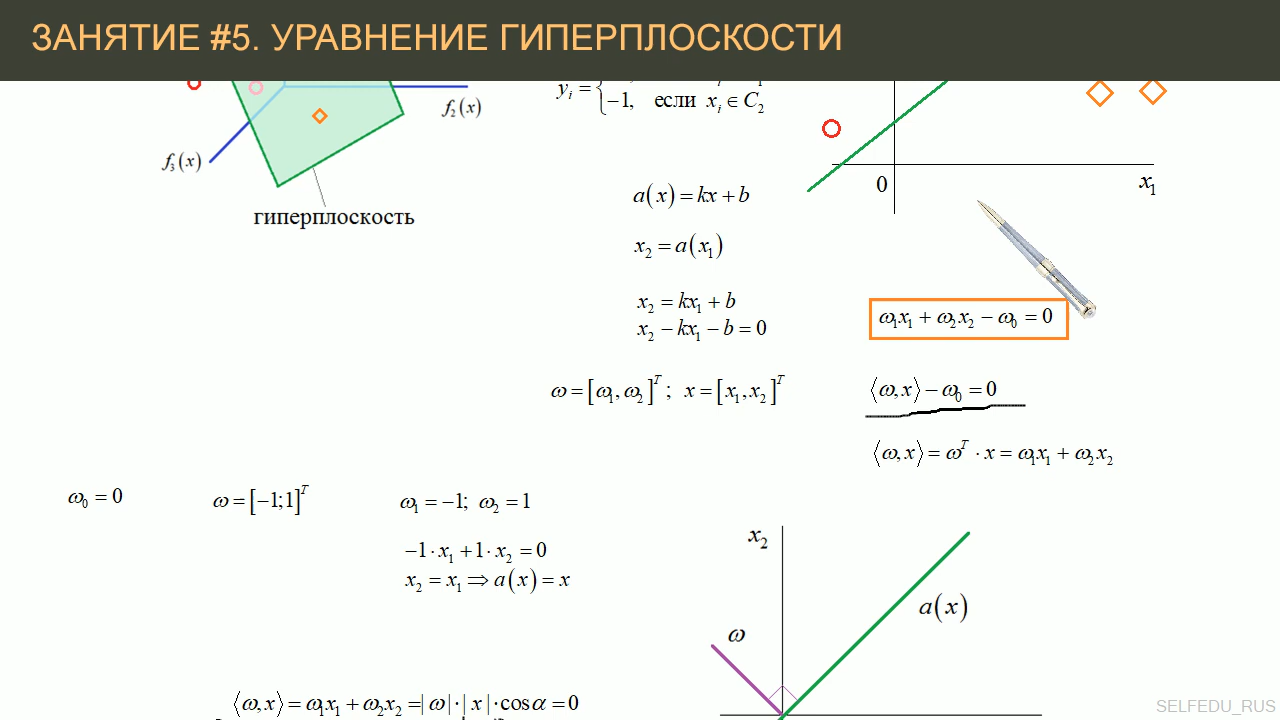 ЗАНЯТИЕ #5. УРАВНЕНИЕ ГИПЕРПЛОСКОСТИ
f₂(x)
f₃(x)
гиперплоскость
yᵢ = { −1, если xᵢ ∈ C₂
0
x₁
a(x) = kx + b
x₂ = a(x₁)
x₂ = kx₁ + b
x₂ − kx₁ − b = 0
ω₁x₁ + ω₂x₂ − ω₀ = 0
ω = [ω₁, ω₂]ᵀ ; x = [x₁, x₂]ᵀ
⟨ω, x⟩ − ω₀ = 0
⟨ω, x⟩ = ωᵀ · x = ω₁x₁ + ω₂x₂
ω₀ = 0
ω = [−1;1]ᵀ
ω₁ = −1; ω₂ = 1
−1 · x₁ + 1 · x₂ = 0
x₂ = x₁ ⇒ a(x) = x
x₂
a(x)
ω
⟨ω, x⟩ = ω₁x₁ + ω₂x₂ = | ω | · | x | · cos α = 0
SELFEDU_RUS